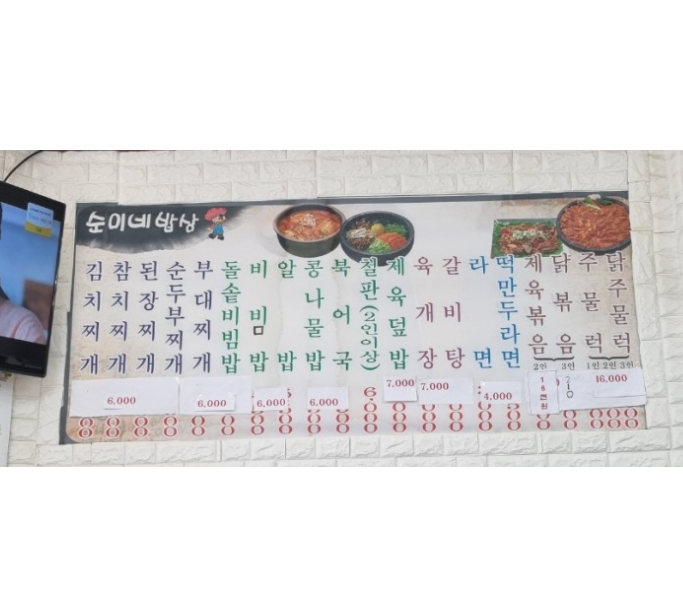 순이네밥상
김치찌개
참치찌개
된장찌개
순두부찌개
부대찌개
돌솥비빔밥
비빔밥
알밥
콩나물밥
북어국
철판(2인이상)
제육덮밥
육개장
갈비탕
라면
떡만두라면
제육볶음
닭볶음
주물럭
닭주물럭
2인 3인 1인 2인 3인
6.000
6.000
6.000
6.000
7.000
7.000
4.000
16.000